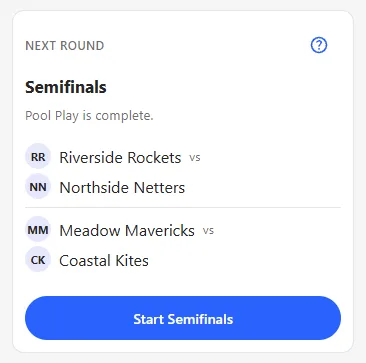 NEXT ROUND
Semifinals
Pool Play is complete.
RR Riverside Rockets vs
NN Northside Netters
MM Meadow Mavericks vs
CK Coastal Kites
Start Semifinals